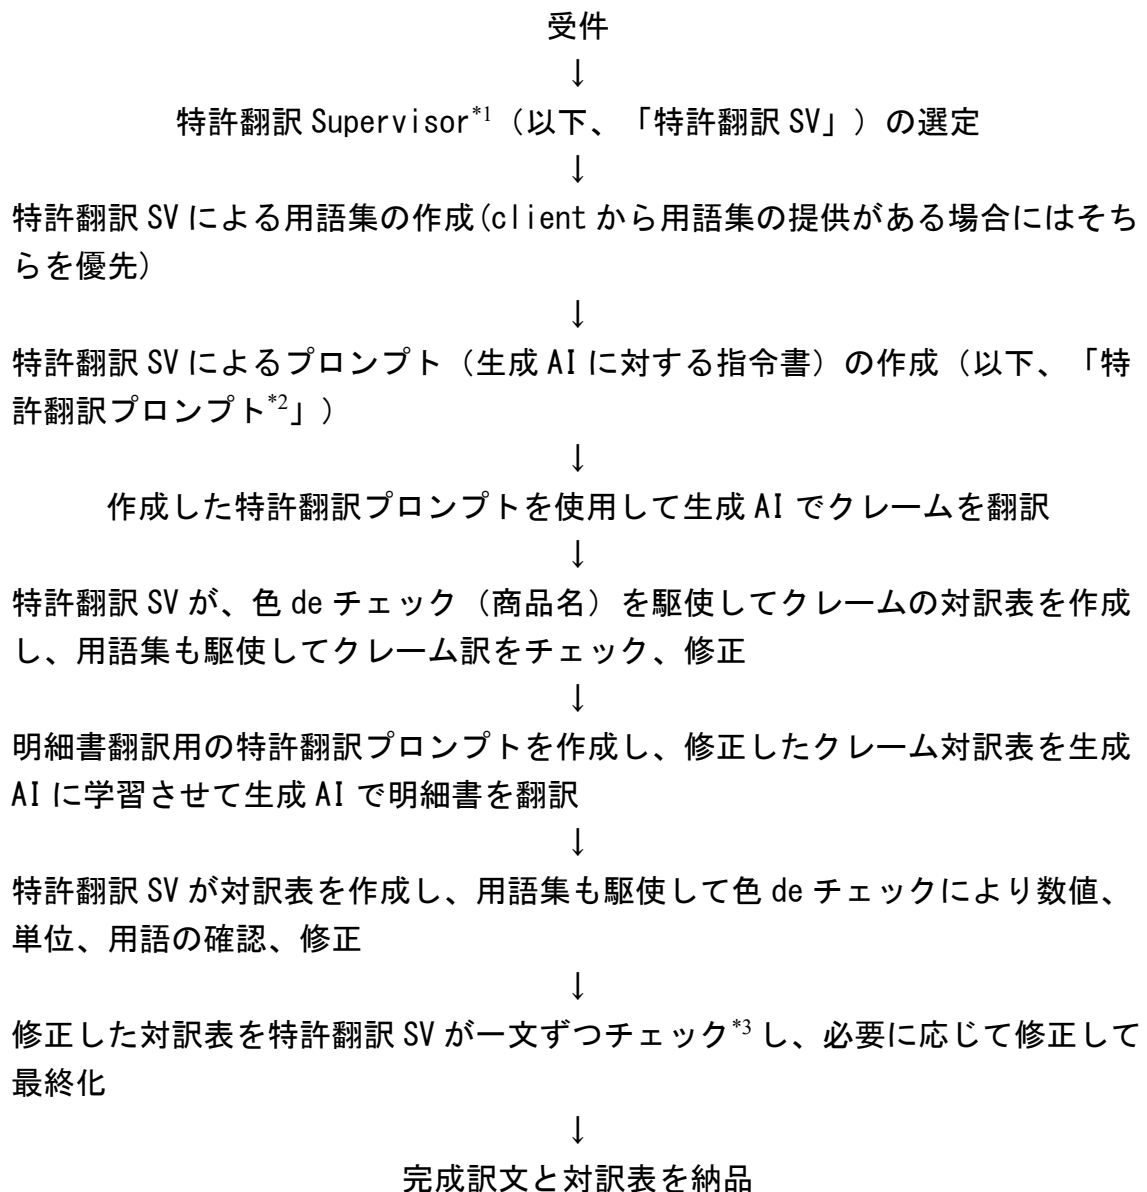 受件
↓
特許翻訳 Supervisor*1（以下、「特許翻訳 SV」）の選定
↓
特許翻訳 SV による用語集の作成(client から用語集の提供がある場合にはそち
らを優先)
↓
特許翻訳 SV によるプロンプト（生成 AI に対する指令書）の作成（以下、「特
許翻訳プロンプト*2」）
↓
作成した特許翻訳プロンプトを使用して生成 AI でクレームを翻訳
↓
特許翻訳 SV が、色 de チェック（商品名）を駆使してクレームの対訳表を作成
し、用語集も駆使してクレーム訳をチェック、修正
↓
明細書翻訳用の特許翻訳プロンプトを作成し、修正したクレーム対訳表を生成
AI に学習させて生成 AI で明細書を翻訳
↓
特許翻訳 SV が対訳表を作成し、用語集も駆使して色 de チェックにより数値、
単位、用語の確認、修正
↓
修正した対訳表を特許翻訳 SV が一文ずつチェック*3 し、必要に応じて修正して
最終化
↓
完成訳文と対訳表を納品